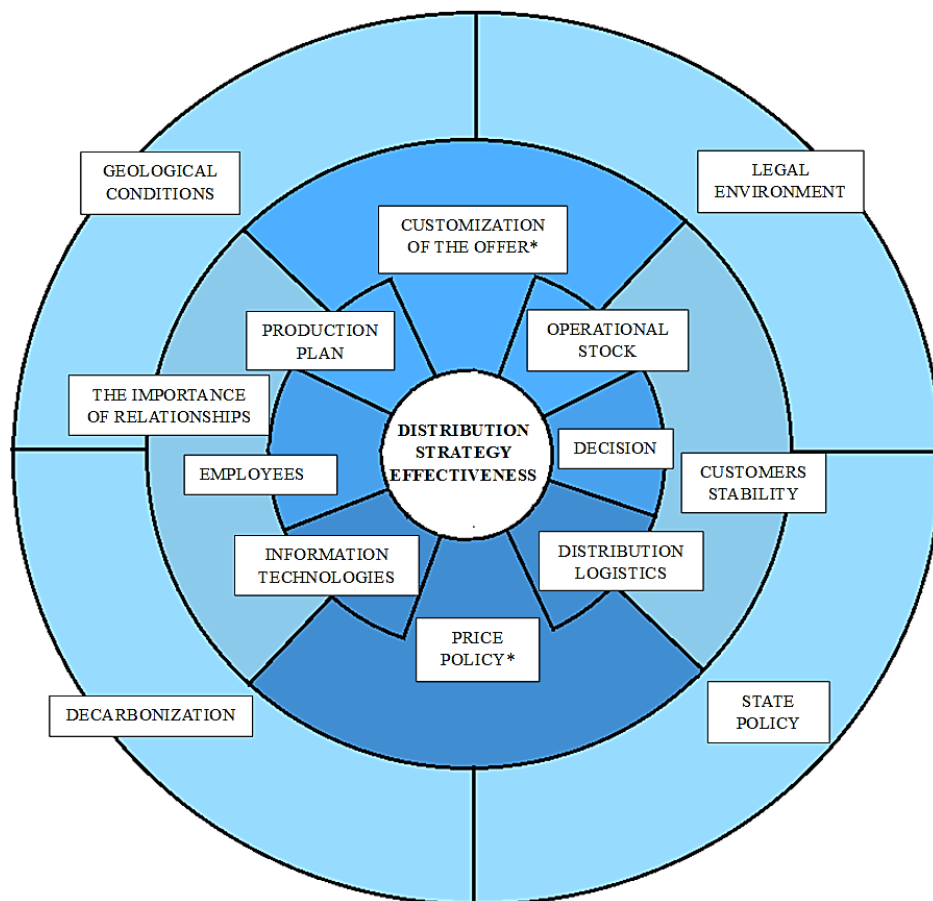 GEOLOGICAL
CONDITIONS
LEGAL
ENVIRONMENT
CUSTOMIZATION
OF THE OFFER*
PRODUCTION
PLAN
OPERATIONAL
STOCK
THE IMPORTANCE
OF RELATIONSHIPS
DISTRIBUTION
STRATEGY
EFFECTIVENESS
DECISION
EMPLOYEES
CUSTOMERS
STABILITY
INFORMATION
TECHNOLOGIES
DISTRIBUTION
LOGISTICS
PRICE
POLICY*
DECARBONIZATION
STATE
POLICY